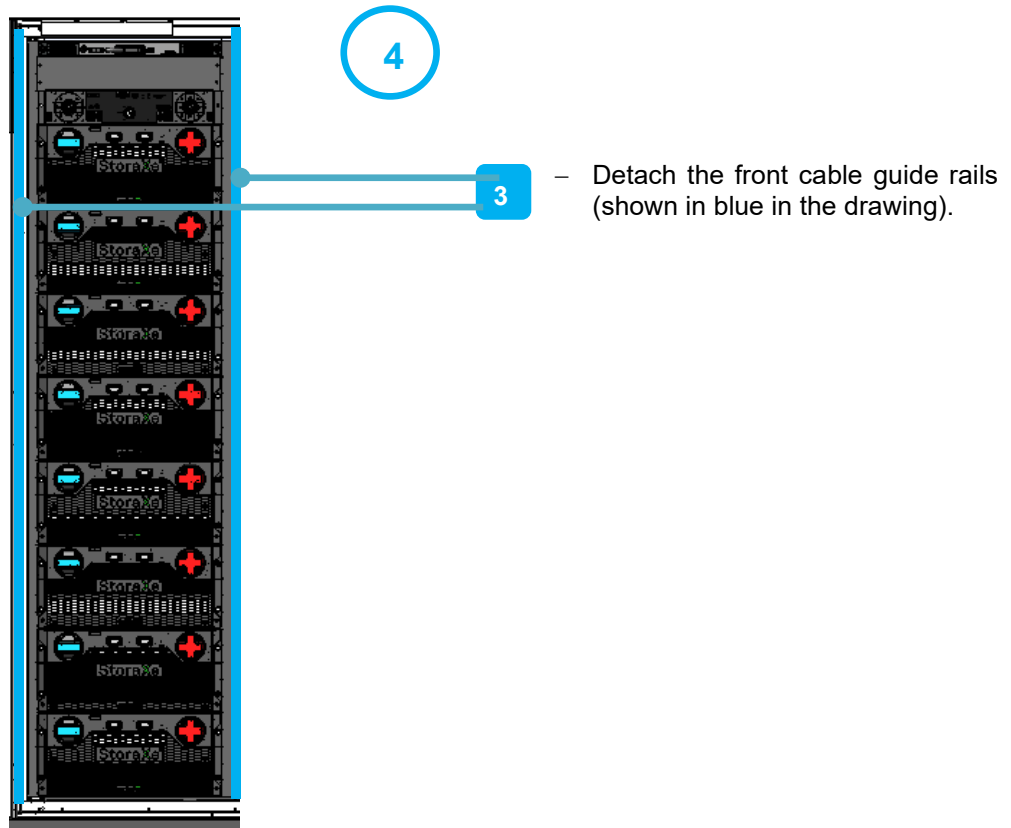 4
3
– Detach the front cable guide rails
(shown in blue in the drawing).
StoraXe
StoraXe
StoraXe
StoraXe
StoraXe
StoraXe
StoraXe
StoraXe